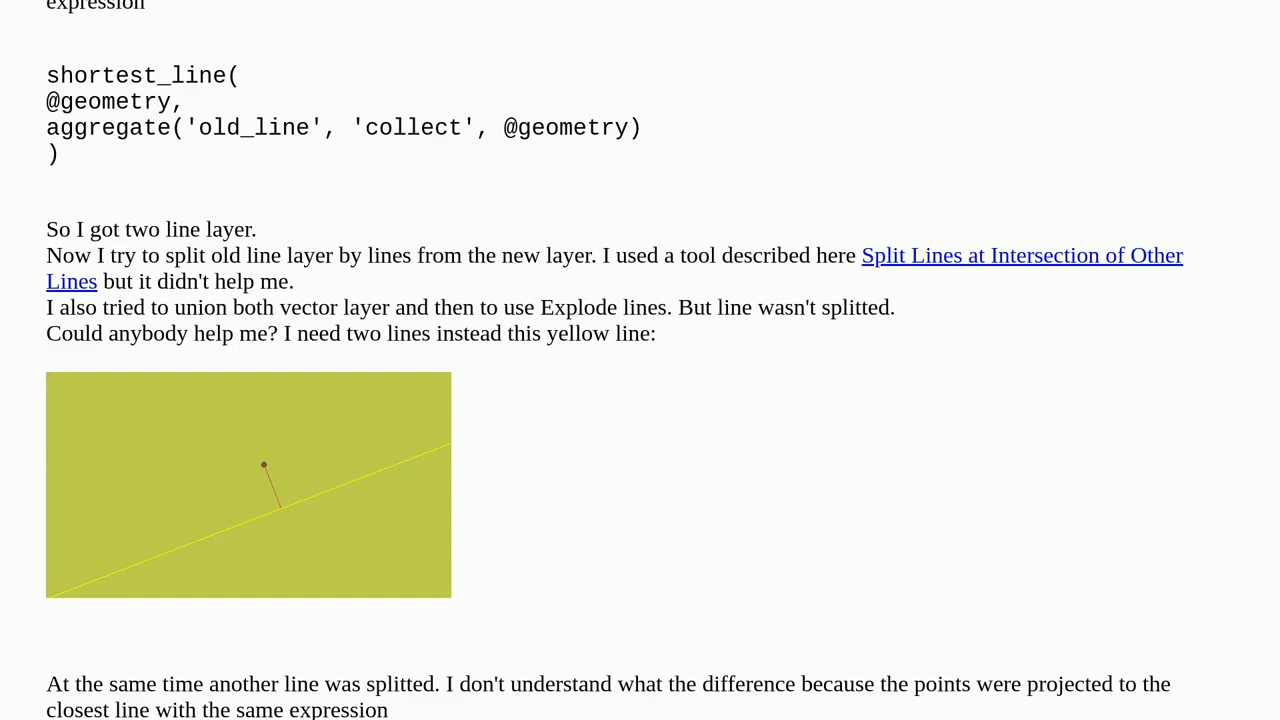 expression
shortest_line(
@geometry,
aggregate('old_line', 'collect', @geometry)
)
So I got two line layer.
Now I try to split old line layer by lines from the new layer. I used a tool described here Split Lines at Intersection of Other
Lines but it didn't help me.
I also tried to union both vector layer and then to use Explode lines. But line wasn't splitted.
Could anybody help me? I need two lines instead this yellow line:
At the same time another line was splitted. I don't understand what the difference because the points were projected to the
closest line with the same expression